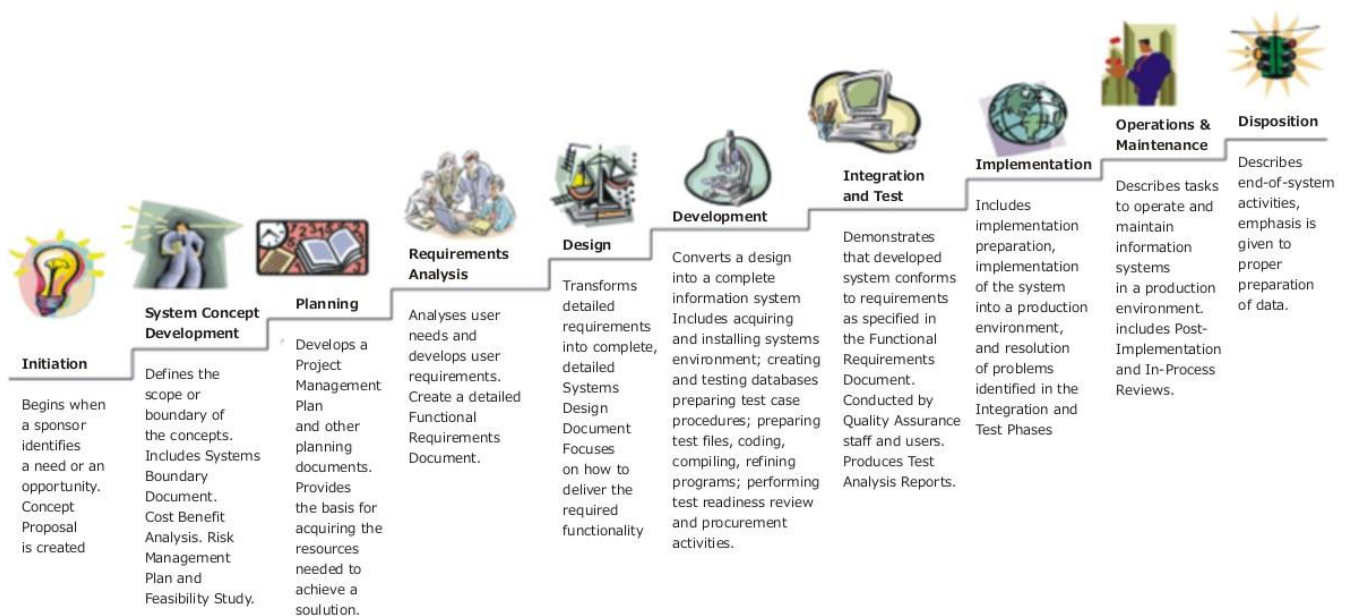 Initiation
Begins when
a sponsor
identifies
a need or an
opportunity.
Concept
Proposal
is created
System Concept
Development
Defines the
scope or
boundary of
the concepts.
Includes Systems
Boundary
Document.
Cost Benefit
Analysis. Risk
Management
Plan and
Feasibility Study.
Planning
Develops a
Project
Management
Plan
and other
planning
documents.
Provides
the basis for
acquiring the
resources
needed to
achieve a
soulution.
Requirements
Analysis
Analyses user
needs and
develops user
requirements.
Create a detailed
Functional
Requirements
Document.
Design
Transforms
detailed
requirements
into complete,
detailed
Systems
Design
Document
Focuses
on how to
deliver the
required
functionality
Development
Converts a design
into a complete
information system
Includes acquiring
and installing systems
environment; creating
and testing databases
preparing test case
procedures; preparing
test files, coding,
compiling, refining
programs; performing
test readiness review
and procurement
activities.
Integration
and Test
Demonstrates
that developed
system conforms
to requirements
as specified in
the Functional
Requirements
Document.
Conducted by
Quality Assurance
staff and users.
Produces Test
Analysis Reports.
Implementation
Includes
implementation
preparation,
implementation
of the system
into a production
environment,
and resolution
of problems
identified in the
Integration and
Test Phases
Operations &
Maintenance
Describes tasks
to operate and
maintain
information
systems
in a production
environment.
includes Post-
Implementation
and In-Process
Reviews.
Disposition
Describes
end-of-system
activities,
emphasis is
given to
proper
preparation
of data.